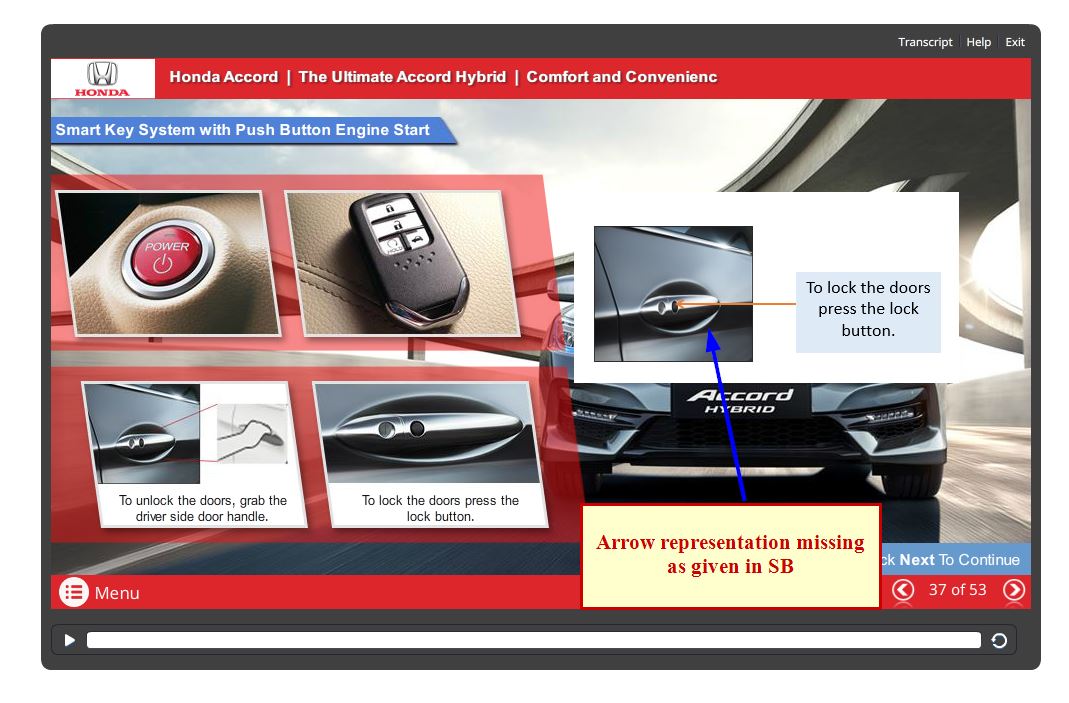 Transcript Help Exit
HONDA
Honda Accord | The Ultimate Accord Hybrid | Comfort and Convenienc
Smart Key System with Push Button Engine Start
POWER
HOLD
To lock the doors
press the lock
button.
Accord
HYBRID
To unlock the doors, grab the
driver side door handle.
To lock the doors press the
lock button.
Arrow representation missing
as given in SB
ck Next To Continue
Menu
37 of 53